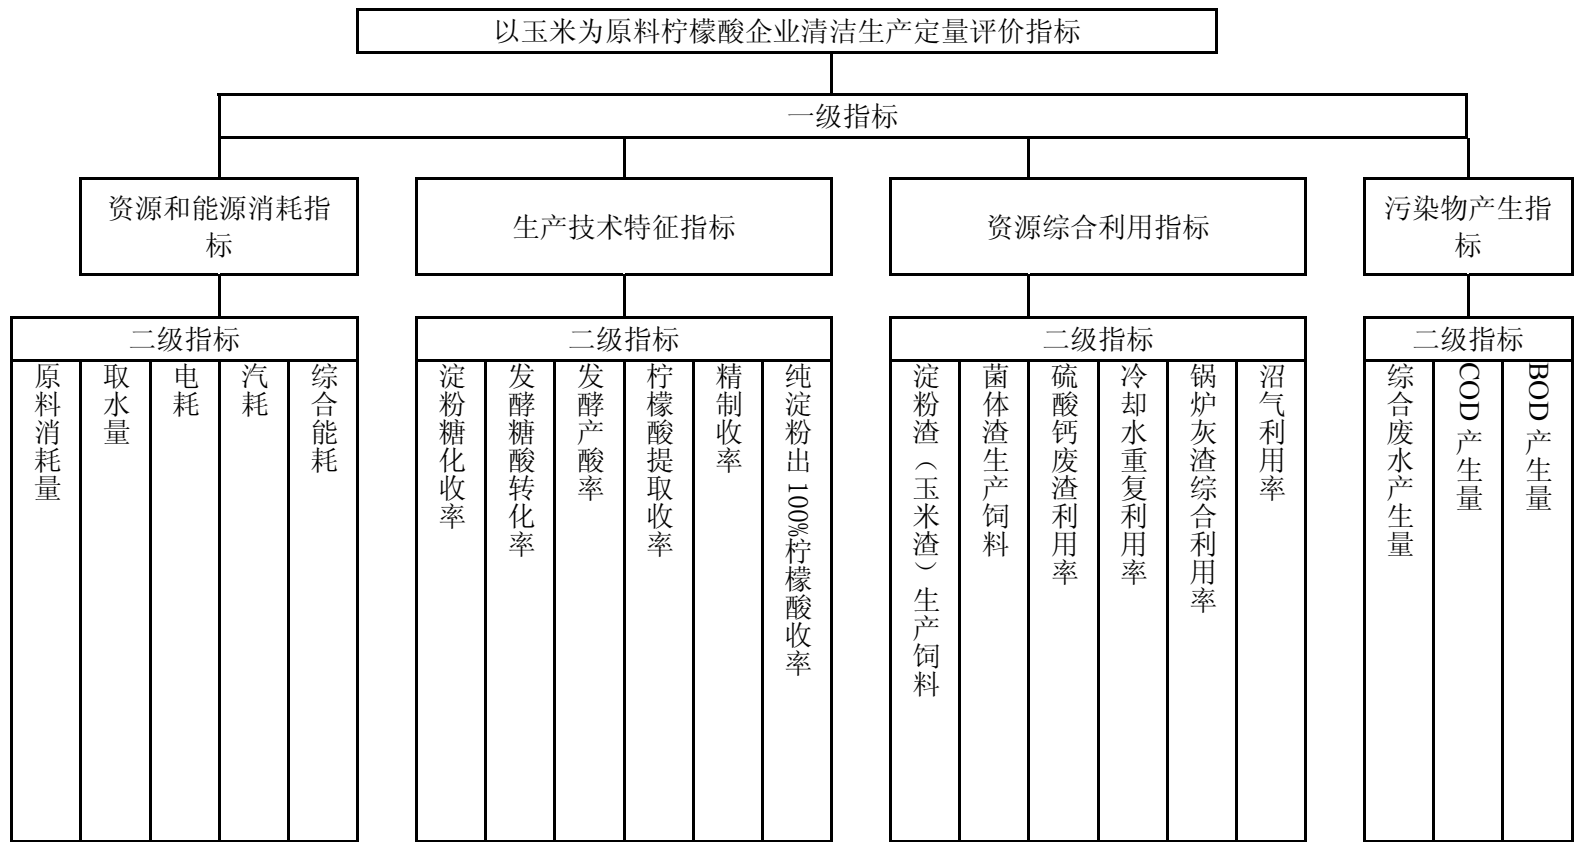 以玉米为原料柠檬酸企业清洁生产定量评价指标
一级指标
资源和能源消耗指
标
生产技术特征指标
资源综合利用指标
污染物产生指
标
二级指标
二级指标
二级指标
二级指标
原料消耗量
取水量
电耗
汽耗
综合能耗
淀粉糖化收率
发酵糖酸转化率
发酵产酸率
柠檬酸提取收率
精制收率
纯淀粉出 100%柠檬酸收率
淀粉渣（玉米渣）生产饲料
菌体渣生产饲料
硫酸钙废渣利用率
冷却水重复利用率
锅炉灰渣综合利用率
沼气利用率
综合废水产生量
COD 产生量
BOD 产生量